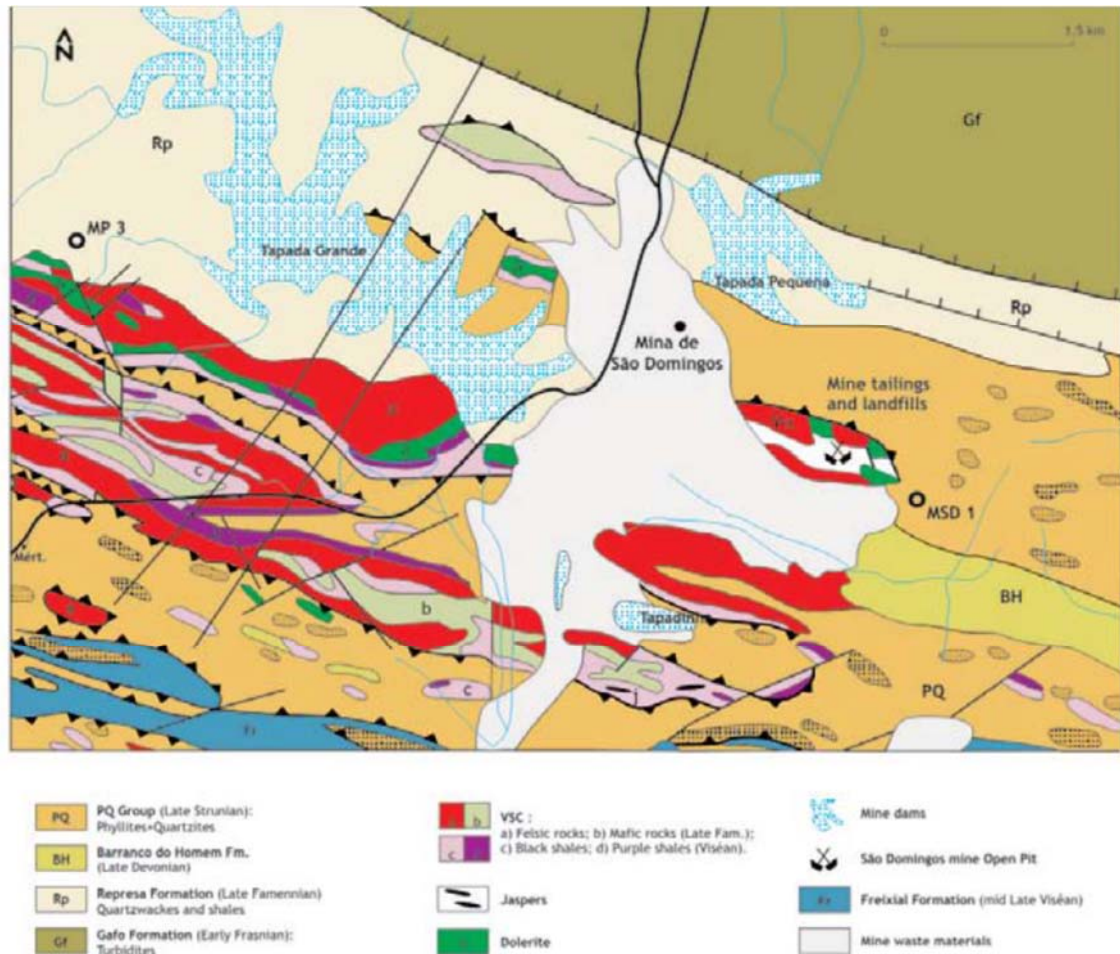 N
0 1,5 km
Gf
Rp
MP 3
Tapada Grande
Tapada Pequena
Rp
Mina de
São Domingos
Mine tailings
and landfills
MSD 1
c
a
Mért.
b
BH
Tapadinha
c
j
PQ
Fr
PQ PQ Group (Late Strunian):
Phyllites+Quartzites
BH Barranco do Homem Fm.
(Late Devonian)
Rp Represa Formation (Late Famennian)
Quartzwackes and shales
Gf Gafo Formation (Early Frasnian):
Turbidites
b
c
VSC :
a) Felsic rocks; b) Mafic rocks (Late Fam.);
c) Black shales; d) Purple shales (Viséan).
Jaspers
Dolerite
Mine dams
São Domingos mine Open Pit
Freixial Formation (mid Late Viséan)
Mine waste materials